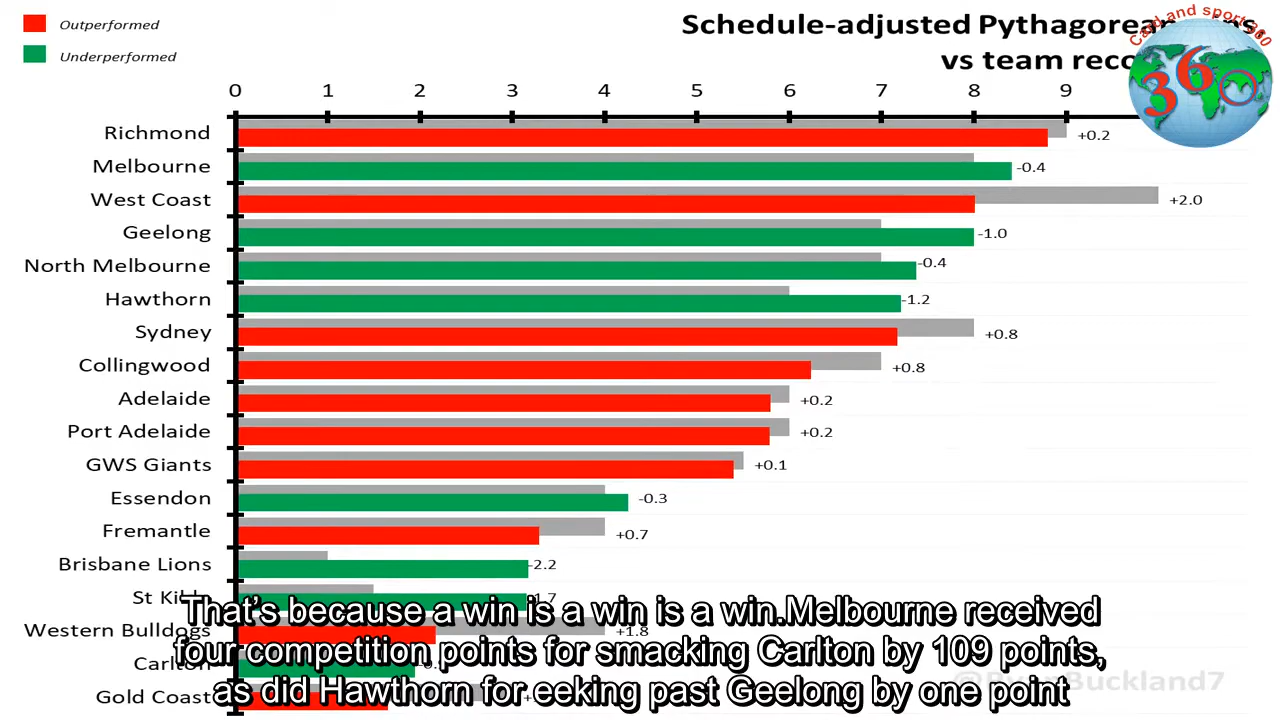 Outperformed
Underperformed
Schedule-adjusted Pythagorean
vs team
Card and sport 360
360
0 1 2 3 4 5 6 7 8 9
Richmond +0.2
Melbourne -0.4
West Coast +2.0
Geelong -1.0
North Melbourne -0.4
Hawthorn -1.2
Sydney +0.8
Collingwood +0.8
Adelaide +0.2
Port Adelaide +0.2
GWS Giants +0.1
Essendon -0.3
Fremantle +0.7
Brisbane Lions -2.2
St
Western Bulldogs +1.8
Carlton
Gold Coast
That's because a win is a win is a win.Melbourne received
four competition points for smacking Carlton by 109 points,
as did Hawthorn for eeking past Geelong by one point
@RyanBuckland7